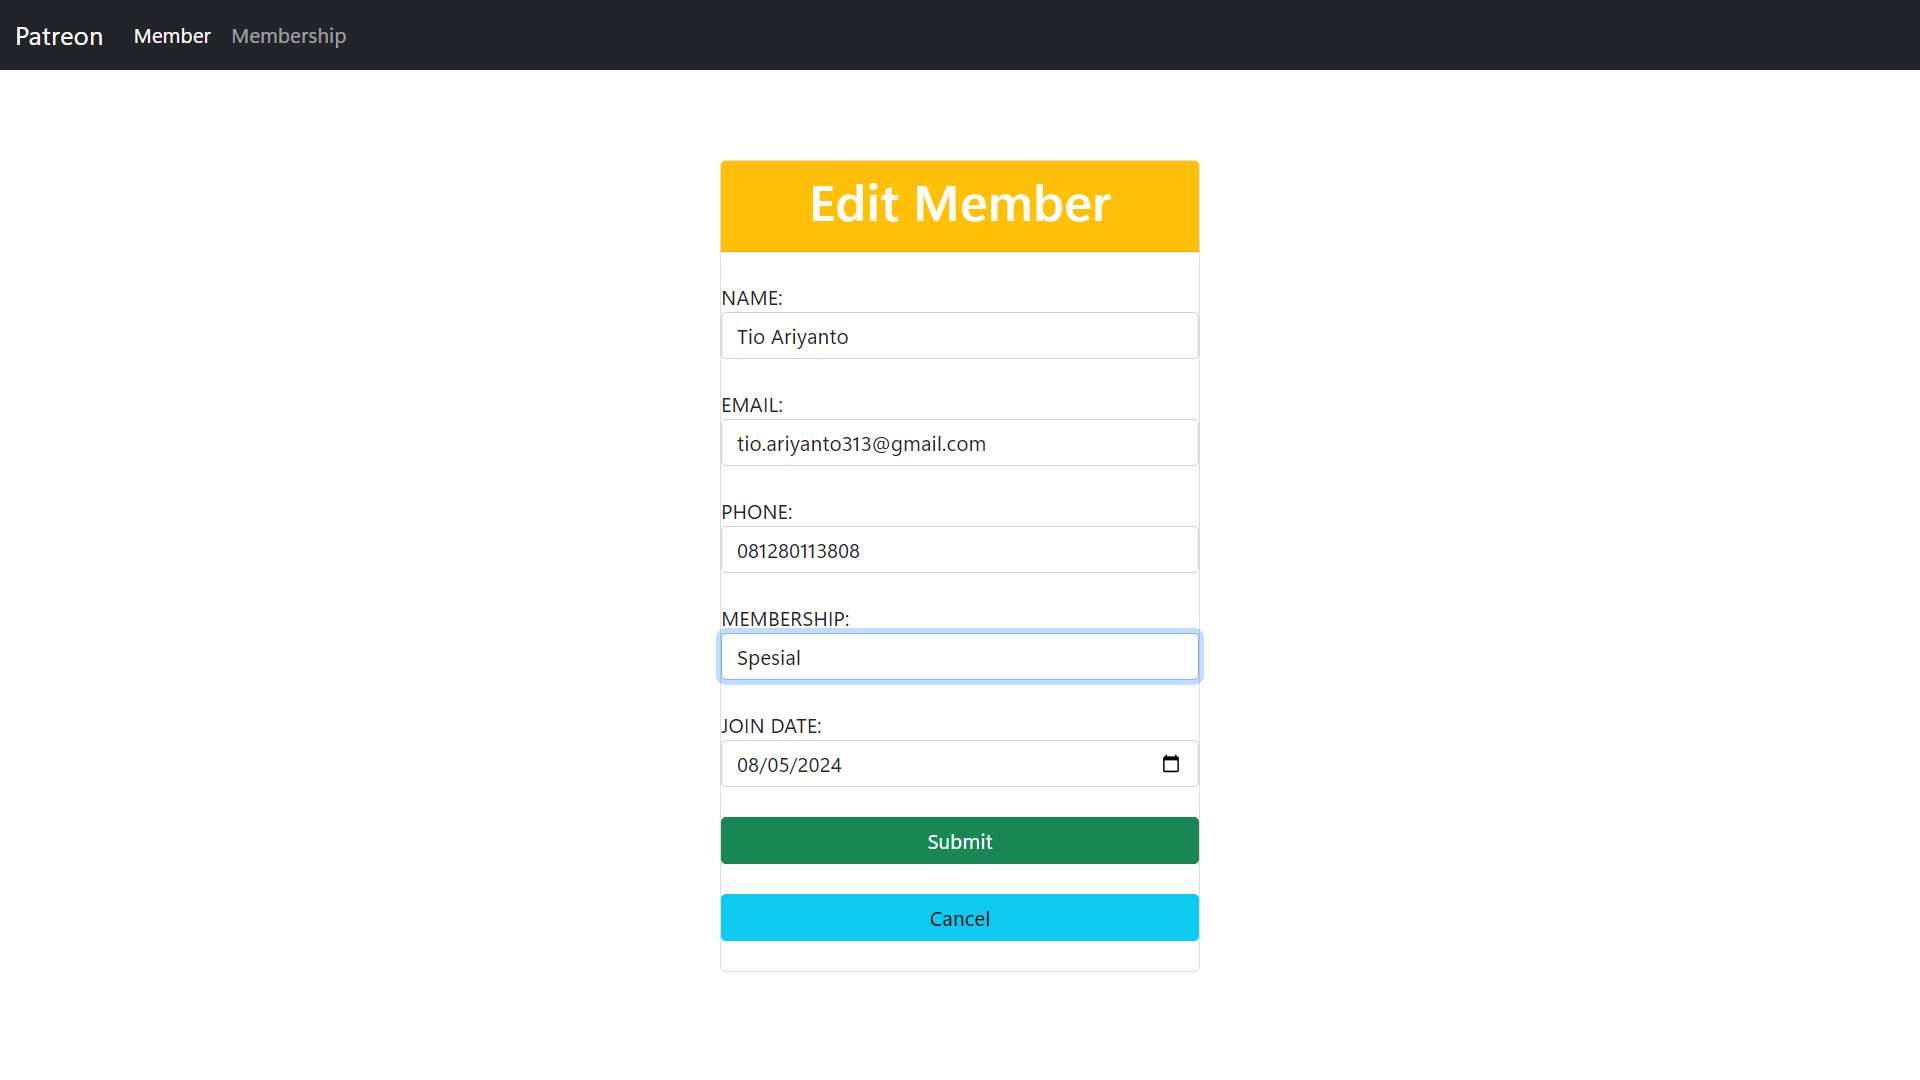 Patreon Member Membership
Edit Member
NAME:
Tio Ariyanto
EMAIL:
tio.ariyanto313@gmail.com
PHONE:
081280113808
MEMBERSHIP:
Spesial
JOIN DATE:
08/05/2024
Submit
Cancel